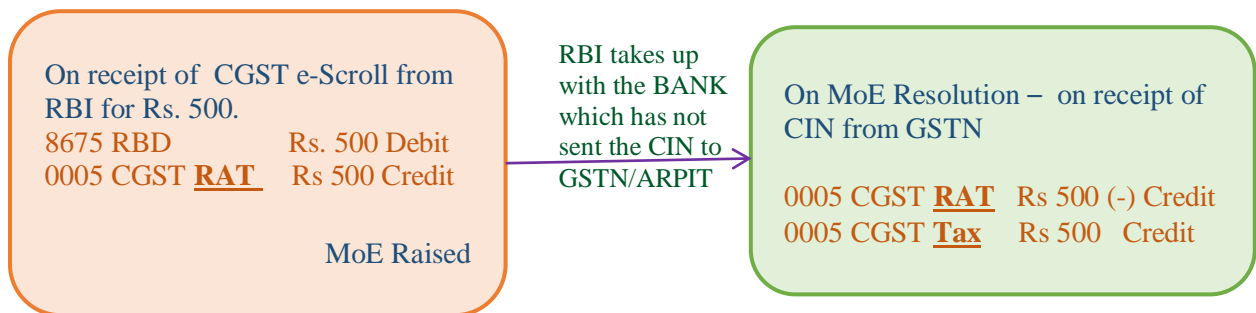 On receipt of CGST e-Scroll from
RBI for Rs. 500.
8675 RBD Rs. 500 Debit
0005 CGST RAT Rs 500 Credit
MoE Raised
RBI takes up
with the BANK
which has not
sent the CIN to
GSTN/ARPIT
On MoE Resolution – on receipt of
CIN from GSTN
0005 CGST RAT Rs 500 (-) Credit
0005 CGST Tax Rs 500 Credit